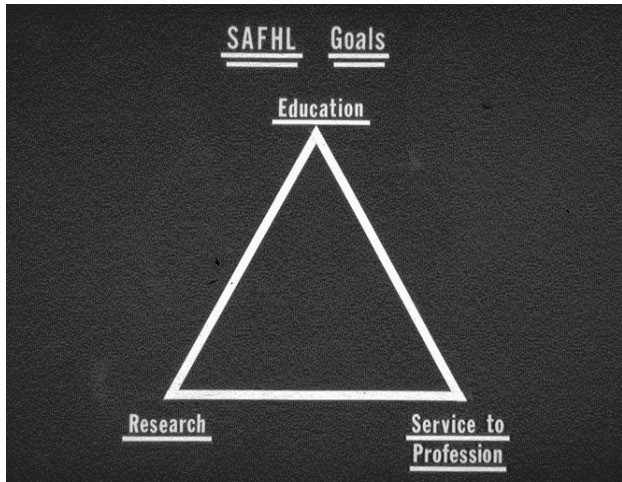 SAFHL Goals
Education
Research
Service to
Profession